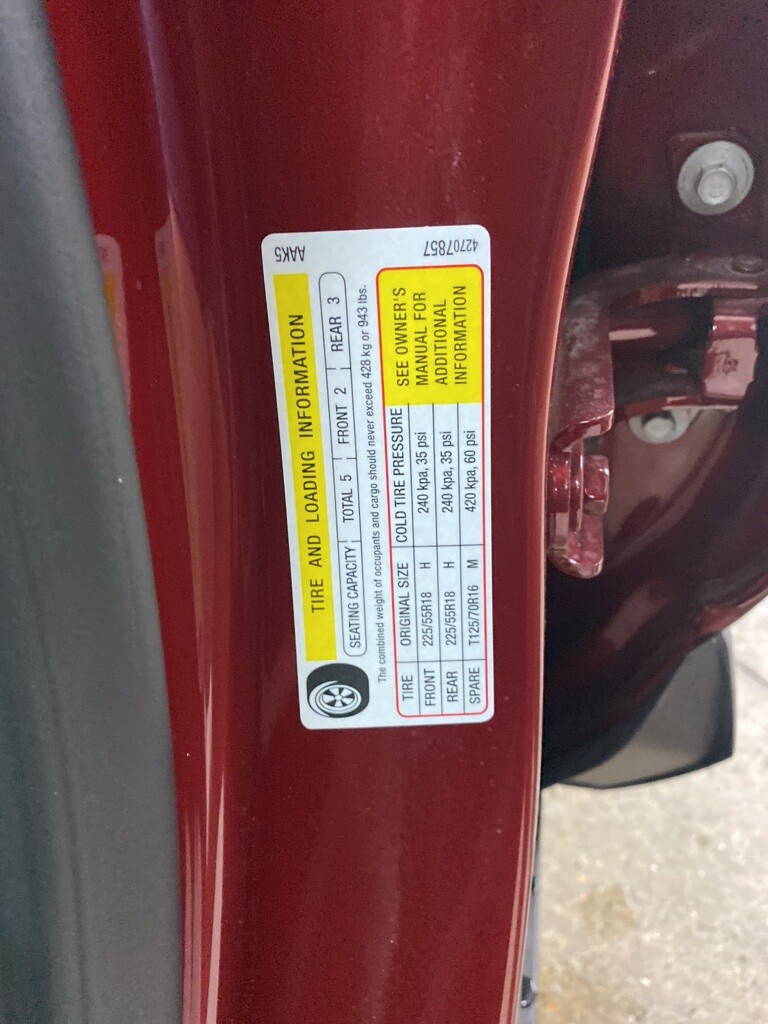 TIRE AND LOADING INFORMATION
SEATING CAPACITY TOTAL 5 FRONT 2 REAR 3
The combined weight of occupants and cargo should never exceed 428 kg or 943 lbs.
TIRE ORIGINAL SIZE COLD TIRE PRESSURE
FRONT 225/55R18 H 240 kpa, 35 psi
REAR 225/55R18 H 240 kpa, 35 psi
SPARE T125/70R16 M 420 kpa, 60 psi
SEE OWNER'S
MANUAL FOR
ADDITIONAL
INFORMATION
AAK5
42707857